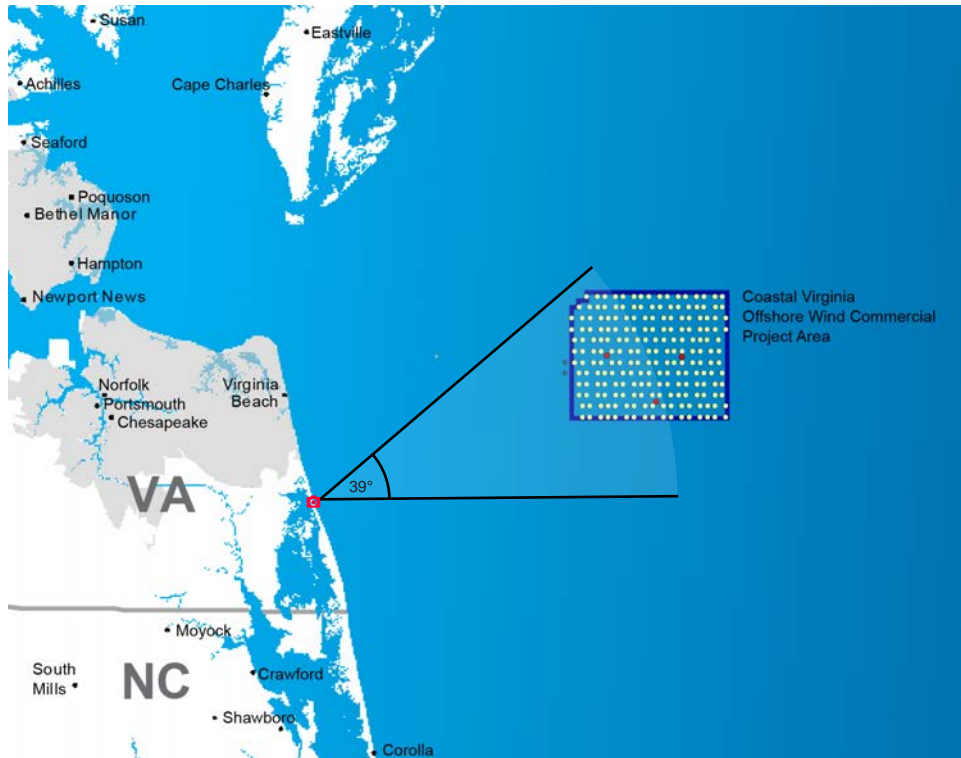 Susan
Eastville
Achilles
Cape Charles
Seaford
Poquoson
Bethel Manor
Hampton
Newport News
Coastal Virginia
Offshore Wind Commercial
Project Area
Norfolk
Virginia
Beach
Portsmouth
Chesapeake
39°
VA
Moyock
South
Mills
NC
Crawford
Shawboro
Corolla